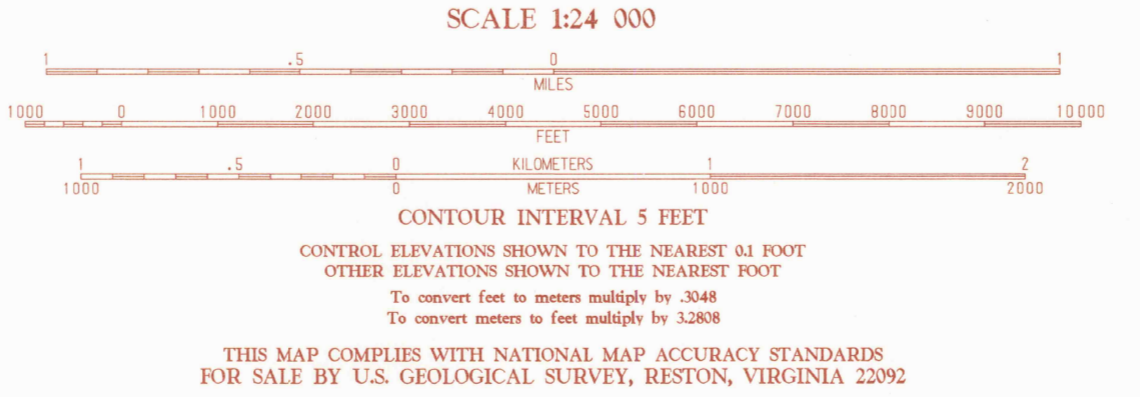 SCALE 1:24 000
1 .5 0 1
MILES
1000 0 1000 2000 3000 4000 5000 6000 7000 8000 9000 10 000
FEET
1 .5 0 KILOMETERS 1 2
1000 0 METERS 1000 2000
CONTOUR INTERVAL 5 FEET
CONTROL ELEVATIONS SHOWN TO THE NEAREST 0.1 FOOT
OTHER ELEVATIONS SHOWN TO THE NEAREST FOOT
To convert feet to meters multiply by .3048
To convert meters to feet multiply by 3.2808
THIS MAP COMPLIES WITH NATIONAL MAP ACCURACY STANDARDS
FOR SALE BY U.S. GEOLOGICAL SURVEY, RESTON, VIRGINIA 22092